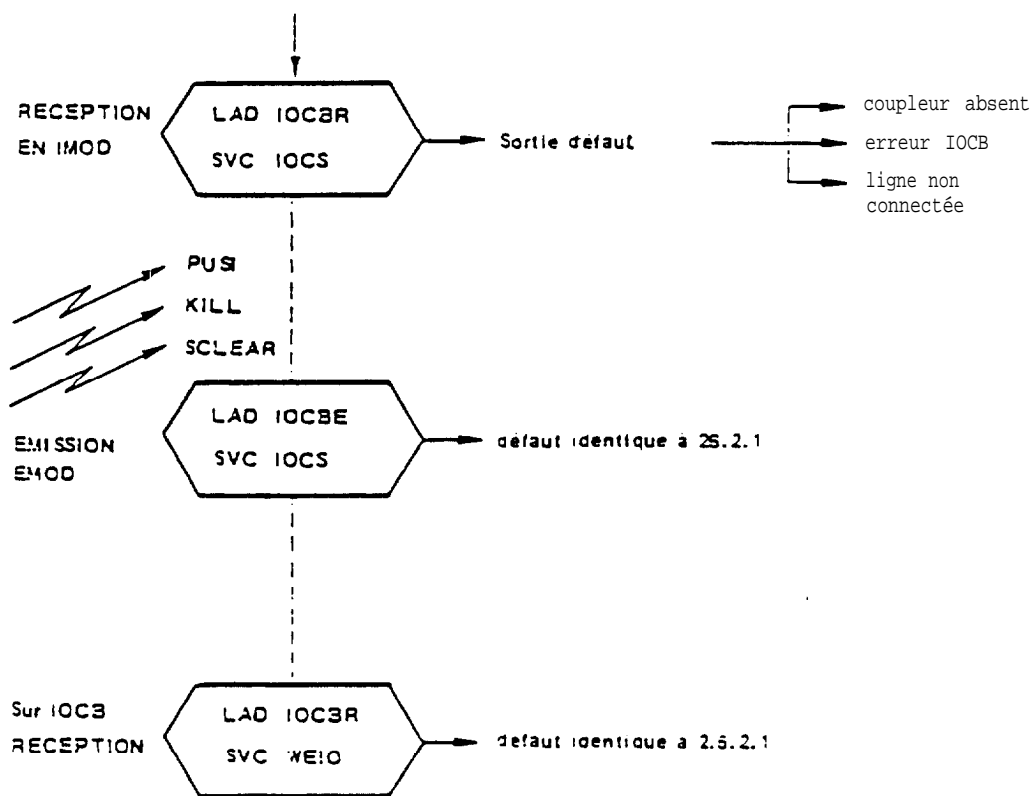 RECEPTION
EN IMOD
LAD IOCBR
SVC IOCS
Sortie défaut
coupleur absent
erreur IOCB
ligne non
connectée
PUSI
KILL
SCLEAR
EMISSION
EMOD
LAD IOCBE
SVC IOCS
défaut identique à 2S.2.1
Sur IOCB
RECEPTION
LAD IOCBR
SVC WEIO
défaut identique à 2.5.2.1